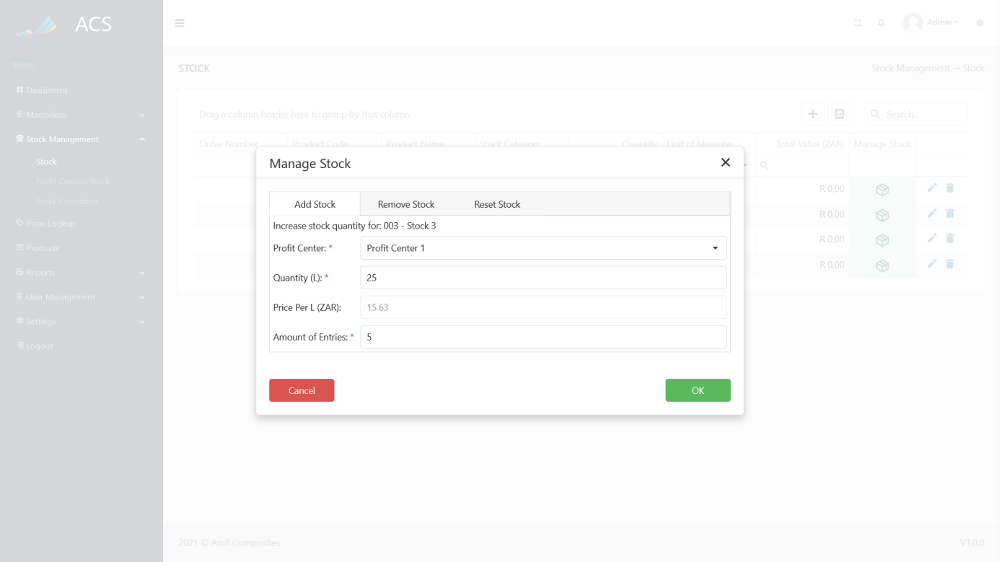 ACS
Admin
MENU
STOCK
Stock Management → Stock
Dashboard
Masterlists
Stock Management
Stock
Profit Centers Stock
Stock Correction
Price-Lookup
Products
Reports
User Management
Settings
Logout
Drag a column header here to group by that column
Search...
Order Number Product Code Product Name Stock Category Quantity Unit of Measure Total Value (ZAR) Manage Stock
R 0,00
R 0,00
R 0,00
R 0,00
Manage Stock
Add Stock Remove Stock Reset Stock
Increase stock quantity for: 003 - Stock 3
Profit Center: * Profit Center 1
Quantity (L): * 25
Price Per L (ZAR): 15.63
Amount of Entries: * 5
Cancel OK
2021 © Amfi Composites. V1.0.0